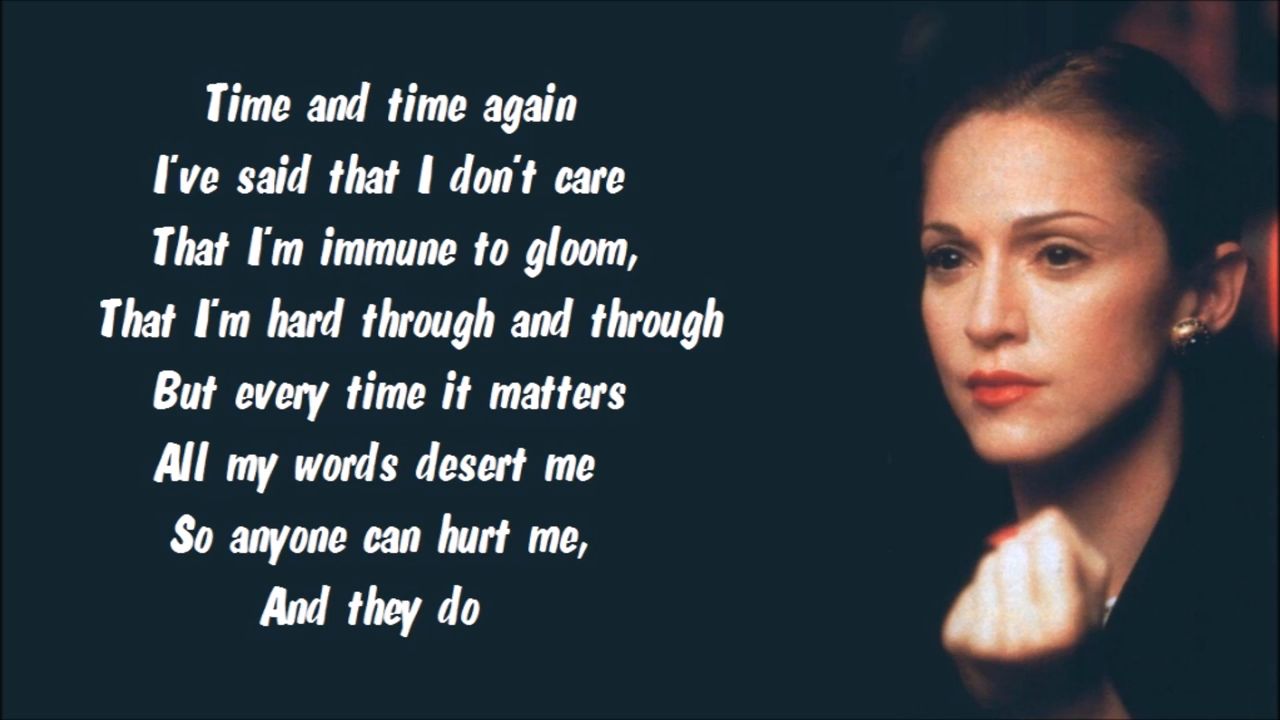 Time and time again
I've said that I don't care
That I'm immune to gloom,
That I'm hard through and through
But every time it matters
All my words desert me
So anyone can hurt me,
And they do